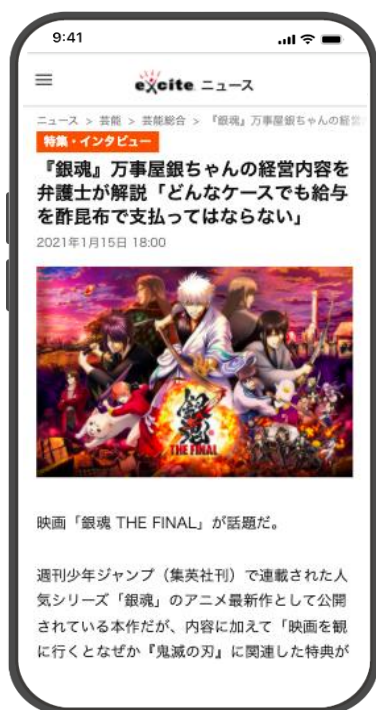 9:41
excite ニュース
ニュース > 芸能 > 芸能総合 > 『銀魂』万事屋銀ちゃんの経営
特集・インタビュー
『銀魂』万事屋銀ちゃんの経営内容を
弁護士が解説「どんなケースでも給与
を酢昆布で支払ってはならない」
2021年1月15日 18:00
銀魂
THE FINAL
映画「銀魂 THE FINAL」が話題だ。
週刊少年ジャンプ（集英社刊）で連載された人
気シリーズ「銀魂」のアニメ最新作として公開
されている本作だが、内容に加えて「映画を観
に行くとなぜか『鬼滅の刃』に関連した特典が